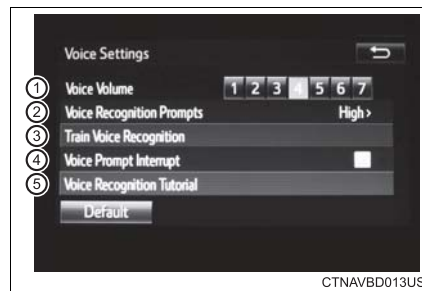 Voice Settings
1 Voice Volume 1 2 3 4 5 6 7
2 Voice Recognition Prompts High >
3 Train Voice Recognition
4 Voice Prompt Interrupt
5 Voice Recognition Tutorial
Default
CTNAVBD013US